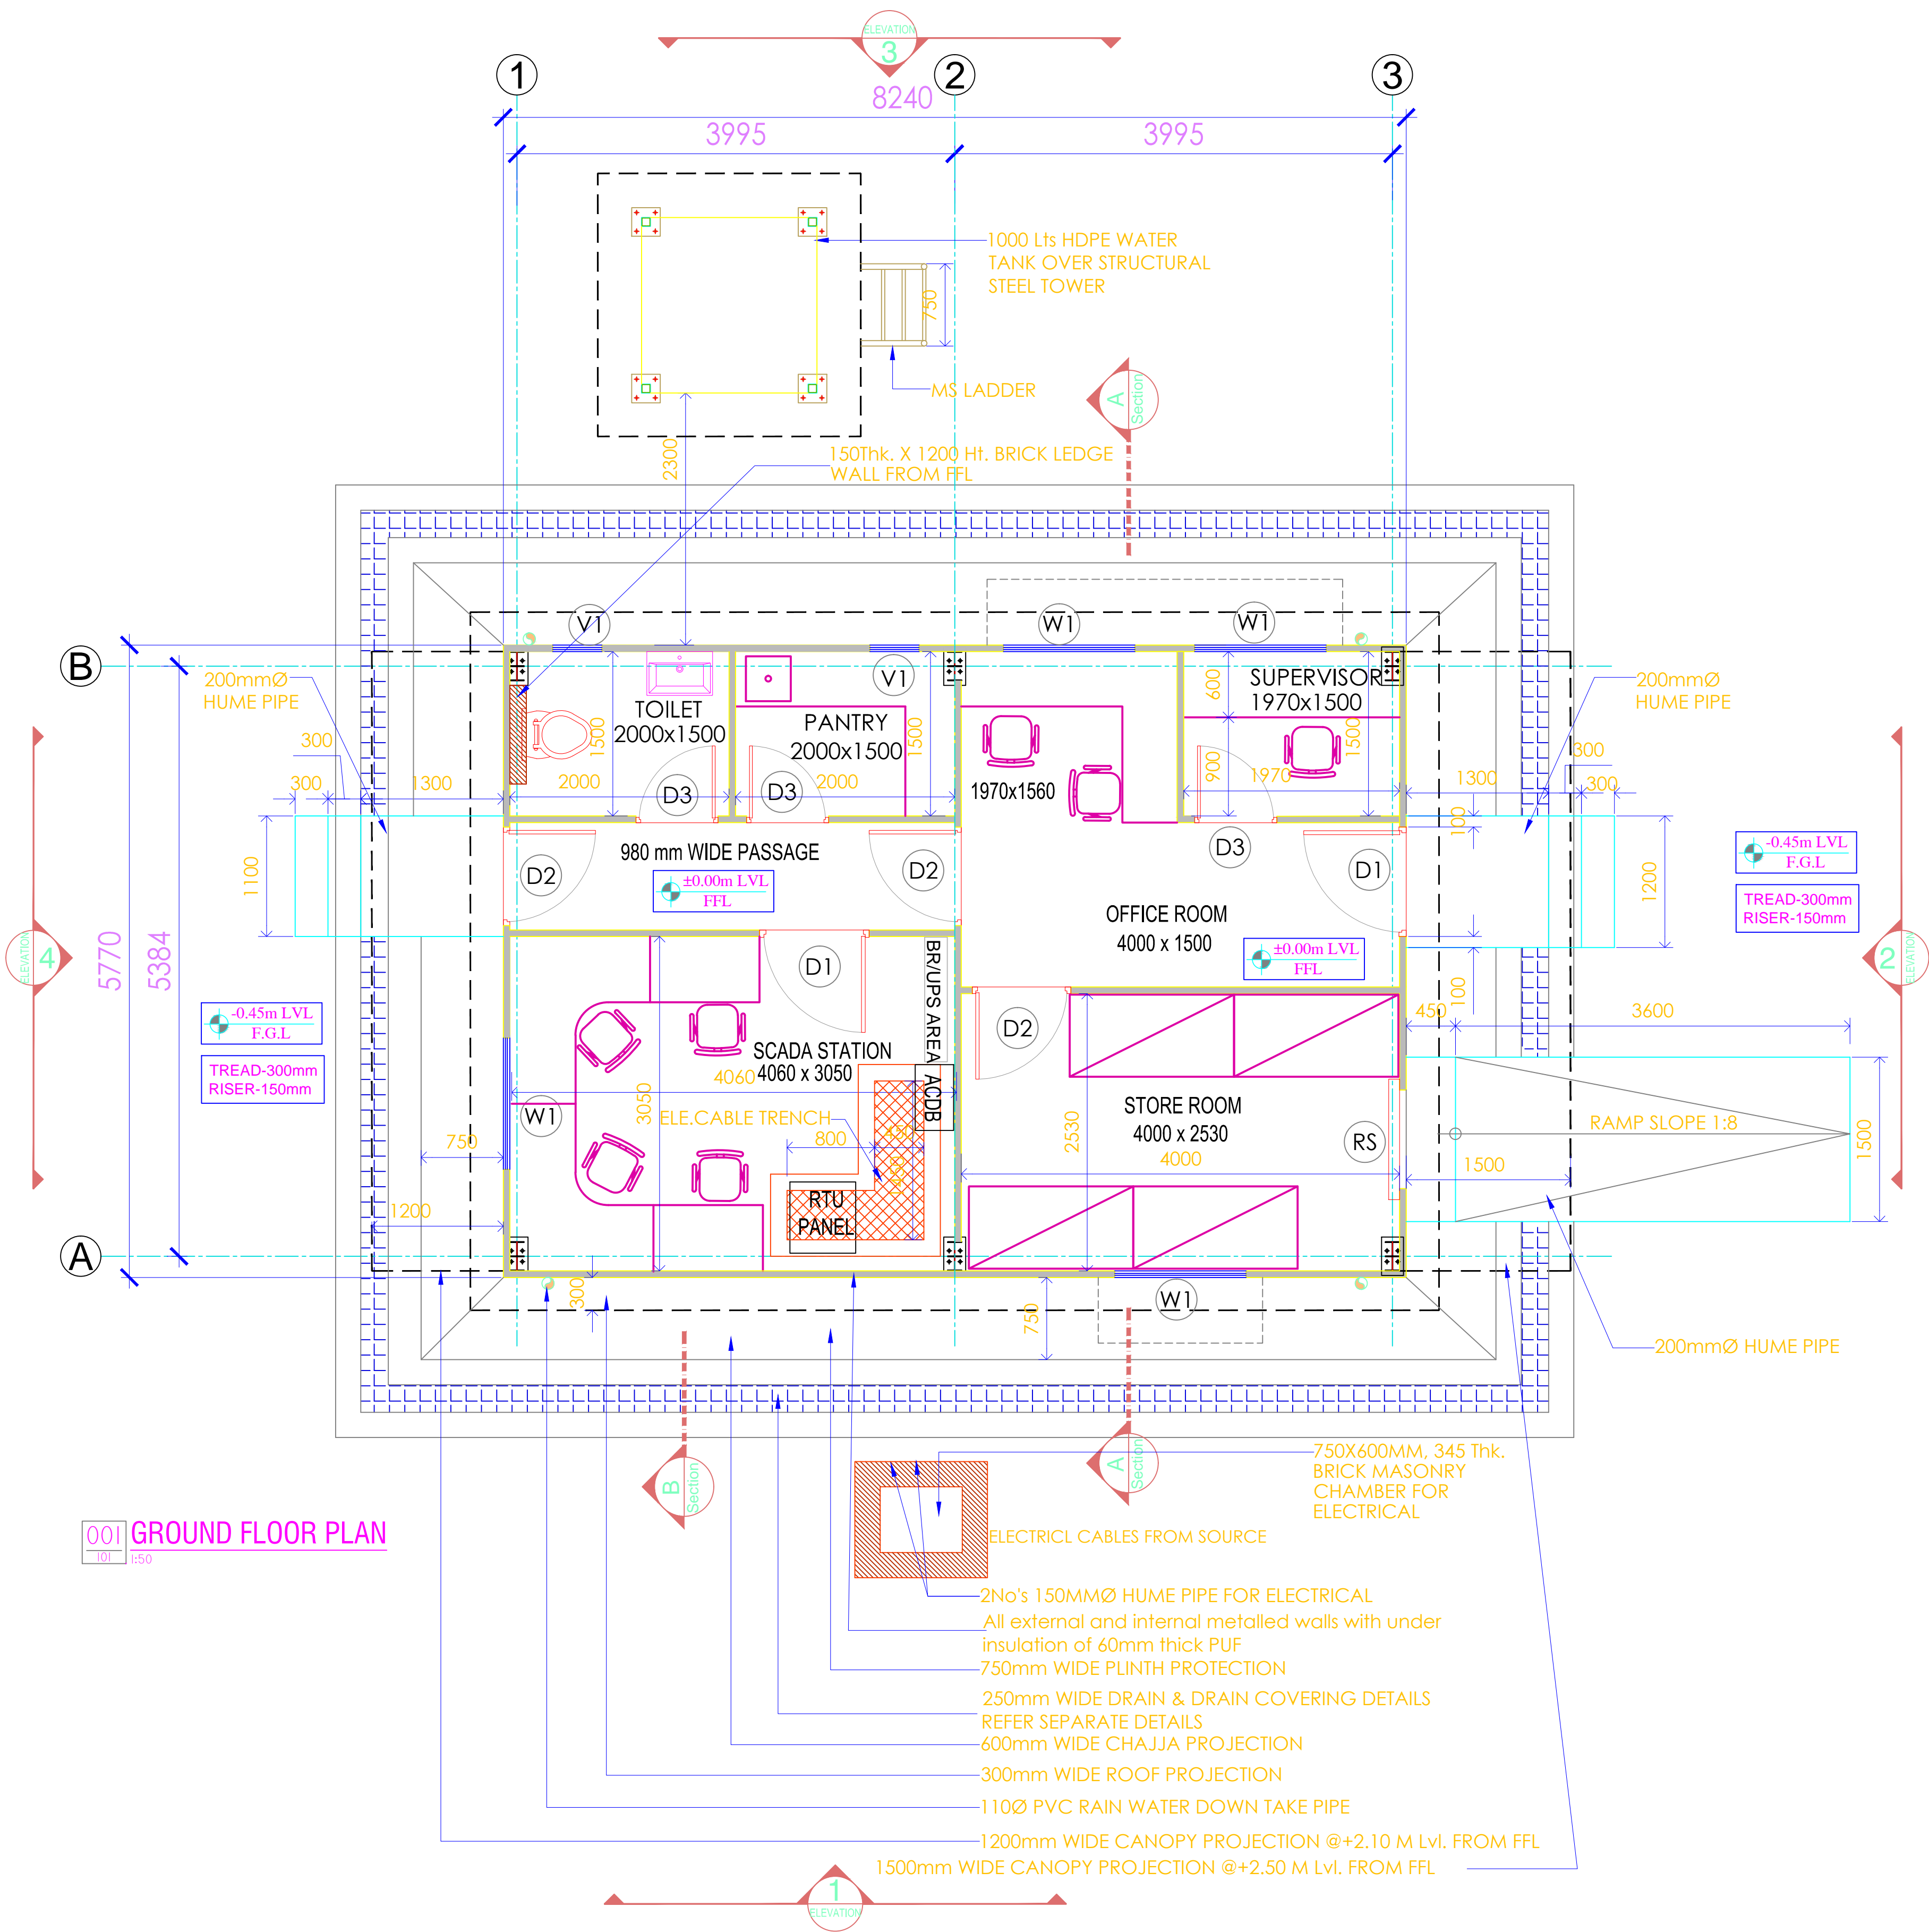 ELEVATION
3
1
2
3
8240
3995
3995
1000 Lts HDPE WATER
TANK OVER STRUCTURAL
STEEL TOWER
750
MS LADDER
A
Section
2300
150Thk. X 1200 Ht. BRICK LEDGE
WALL FROM FFL
V1
W1
W1
B
200mmØ
HUME PIPE
TOILET
2000x1500
1500
2000
D3
V1
PANTRY
2000x1500
1500
2000
D3
1970x1560
600
900
SUPERVISOR
1970x1500
1500
1970
D3
200mmØ
HUME PIPE
300
300
1300
300
300
1300
100
1100
D2
980 mm WIDE PASSAGE
±0.00m LVL
FFL
D2
D1
1200
-0.45m LVL
F.G.L
TREAD-300mm
RISER-150mm
OFFICE ROOM
4000 x 1500
±0.00m LVL
FFL
ELEVATION
4
5770
5384
2
ELEVATION
D1
BR/UPS AREA
100
450
3600
-0.45m LVL
F.G.L
TREAD-300mm
RISER-150mm
D2
SCADA STATION
4060 x 3050
4060
3050
ACDB
W1
ELE.CABLE TRENCH
800
750
1200
RTU
PANEL
STORE ROOM
4000 x 2530
4000
2530
RS
RAMP SLOPE 1:8
1500
1500
A
300
W1
750
200mmØ HUME PIPE
B
Section
A
Section
750X600MM, 345 Thk.
BRICK MASONRY
CHAMBER FOR
ELECTRICAL
001
101
GROUND FLOOR PLAN
1:50
ELECTRICL CABLES FROM SOURCE
2No's 150MMØ HUME PIPE FOR ELECTRICAL
All external and internal metalled walls with under
insulation of 60mm thick PUF
750mm WIDE PLINTH PROTECTION
250mm WIDE DRAIN & DRAIN COVERING DETAILS
REFER SEPARATE DETAILS
600mm WIDE CHAJJA PROJECTION
300mm WIDE ROOF PROJECTION
110Ø PVC RAIN WATER DOWN TAKE PIPE
1200mm WIDE CANOPY PROJECTION @+2.10 M Lvl. FROM FFL
1500mm WIDE CANOPY PROJECTION @+2.50 M Lvl. FROM FFL
1
ELEVATION